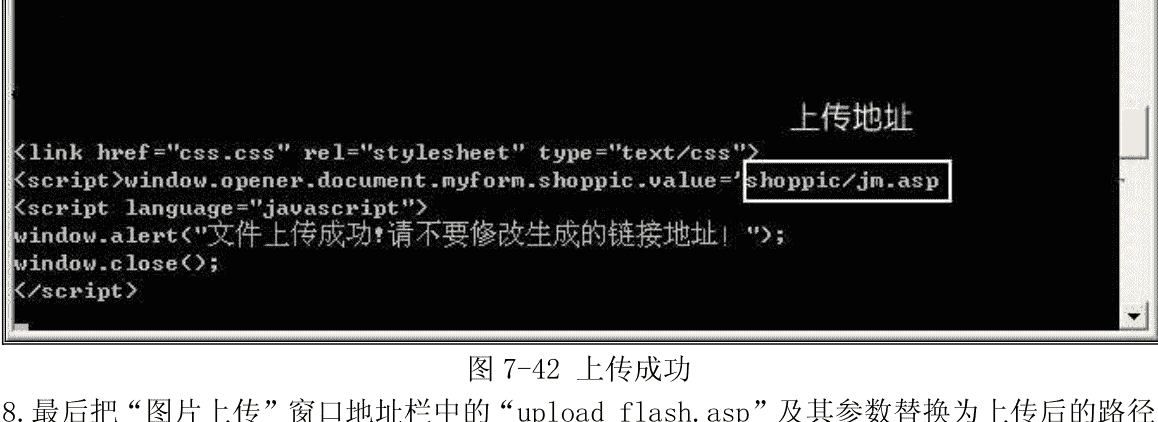 上传地址
<link href="css.css" rel="stylesheet" type="text/css">
<script>window.opener.document.myform.shoppic.value='shoppic/jm.asp
<script language="javascript">
window.alert("文件上传成功!请不要修改生成的链接地址! ");
window.close();
</script>
图 7-42 上传成功
8.最后把“图片上传”窗口地址栏中的“upload_flash.asp”及其参数替换为上传后的路径